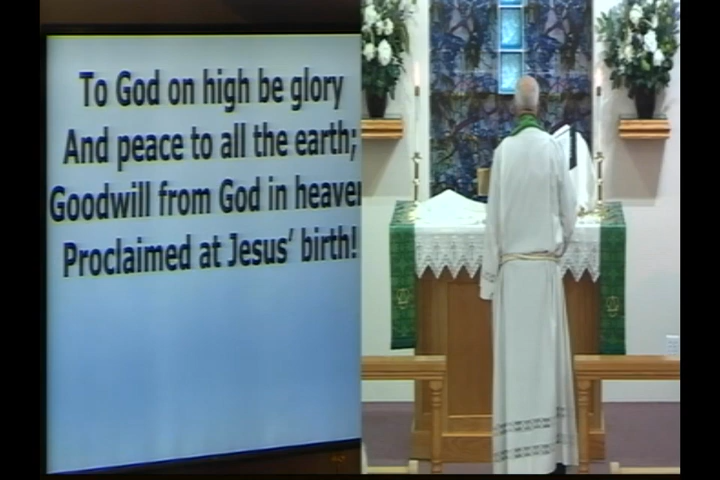 To God on high be glory
And peace to all the earth;
Goodwill from God in heaven
Proclaimed at Jesus' birth!